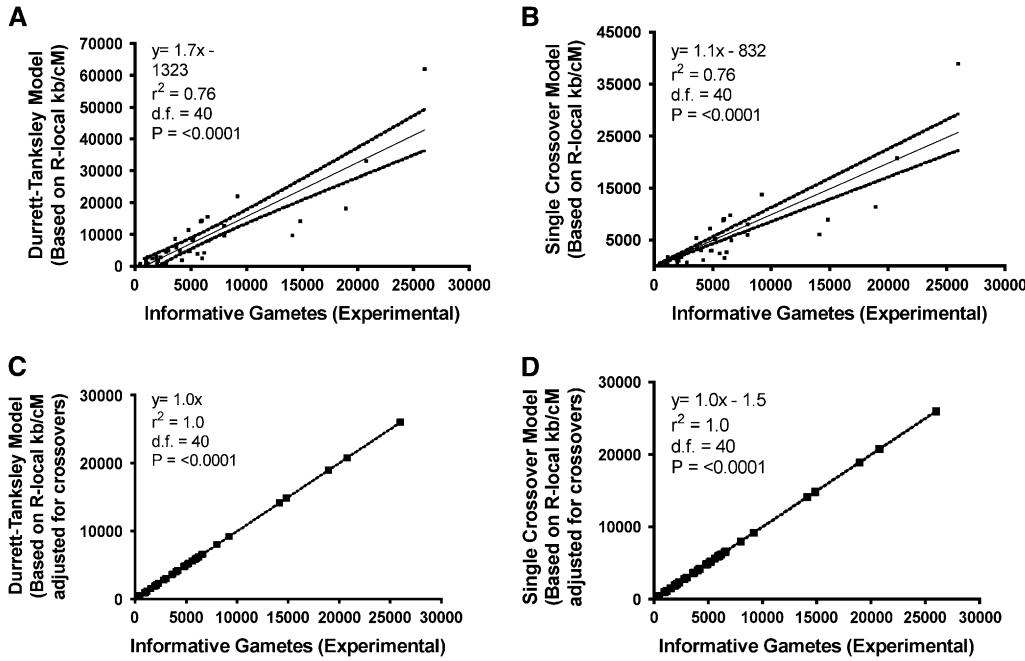 A
Durrett-Tanksley Model
(Based on R-local kb/cM)
70000
60000
50000
40000
30000
20000
10000
0
y= 1.7x -
1323
r2 = 0.76
d.f. = 40
P = <0.0001
0 5000 10000 15000 20000 25000 30000
Informative Gametes (Experimental)
B
Single Crossover Model
(Based on R-local kb/cM)
45000
35000
25000
15000
5000
y= 1.1x - 832
r2 = 0.76
d.f. = 40
P = <0.0001
0 5000 10000 15000 20000 25000 30000
Informative Gametes (Experimental)
C
Durrett-Tanksley Model
(Based on R-local kb/cM
adjusted for crossovers)
30000
20000
10000
0
y= 1.0x
r2 = 1.0
d.f. = 40
P = <0.0001
0 5000 10000 15000 20000 25000 30000
Informative Gametes (Experimental)
D
Single Crossover Model
(Based on R-local kb/cM
adjusted for crossovers)
30000
20000
10000
0
y= 1.0x - 1.5
r2 = 1.0
d.f. = 40
P = <0.0001
0 5000 10000 15000 20000 25000 30000
Informative Gametes (Experimental)